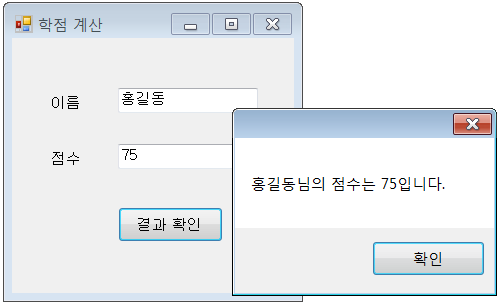 학점 계산
이름
홍길동
점수
75
결과 확인
홍길동님의 점수는 75입니다.
확인